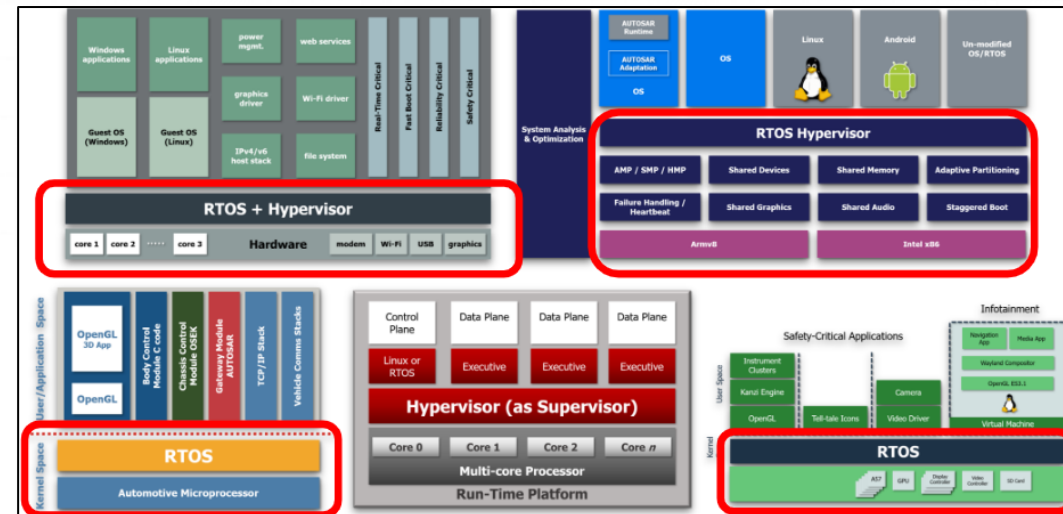 Windows
applications
Linux
applications
power
mgmt.
web services
graphics
driver
Wi-Fi driver
Guest OS
(Windows)
Guest OS
(Linux)
IPv4/v6
host stack
file system
Real-Time Critical
Fast Boot Critical
Reliability Critical
Safety Critical
RTOS + Hypervisor
core 1
core 2
.....
core 3
Hardware
modem
Wi-Fi
USB
graphics
System Analysis
& Optimization
AUTOSAR
Runtime
AUTOSAR
Adaptation
OS
OS
Linux
Android
Un-modified
OS/RTOS
RTOS Hypervisor
AMP / SMP / HMP
Shared Devices
Shared Memory
Adaptive Partitioning
Failure Handling /
Heartbeat
Shared Graphics
Shared Audio
Staggered Boot
Armv8
Intel x86
User/Application Space
Kernel Space
OpenGL
3D App
OpenGL
Body Control
Module C code
Chassis Control
Module OSEK
Gateway Module
AUTOSAR
TCP/IP Stack
Vehicle Comms Stacks
RTOS
Automotive Microprocessor
Control
Plane
Data Plane
Data Plane
Data Plane
Linux or
RTOS
Executive
Executive
Executive
Hypervisor (as Supervisor)
Core 0
Core 1
Core 2
Core n
Multi-core Processor
Run-Time Platform
Infotainment
Safety-Critical Applications
Navigation
App
Media App
Wayland Compositor
OpenGL ES3.1
Virtual Machine
User Space
Kernel
Instrument
Clusters
Kanzi Engine
OpenGL
Tell-tale Icons
Camera
Video Driver
RTOS
A57
GPU
Display
Controller
Video
Controller
SD Card